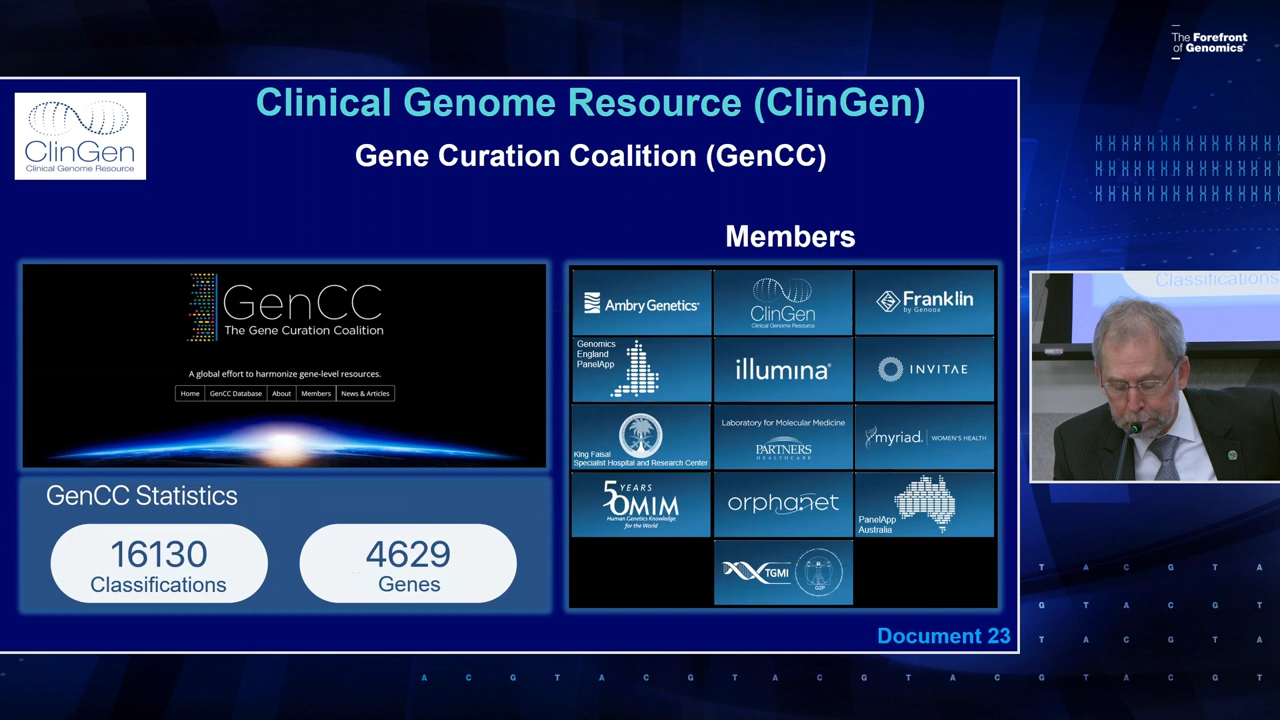 The Forefront
of Genomics®
Clinical Genome Resource (ClinGen)
ClinGen
Clinical Genome Resource
Gene Curation Coalition (GenCC)
Members
GenCC
The Gene Curation Coalition
A global effort to harmonize gene-level resources.
Home GenCC Database About Members News & Articles
GenCC Statistics
16130
Classifications
4629
Genes
Ambry Genetics®
ClinGen
Clinical Genome Resource
Franklin
by Genoox
Genomics
England
PanelApp
illumina®
INVITAE
King Faisal
Specialist Hospital and Research Center
Laboratory for Molecular Medicine
PARTNERS
HEALTHCARE
myriad. WOMEN'S HEALTH
50 YEARS
OMIM
Human Genetics Knowledge
for the World
orphanet
PanelApp
Australia
TGMI
G2P
Document 23
Classifications
T A C G T A
G T A C G T
T A C G T A
A C G T A C G T A C G T A C G T A C G T